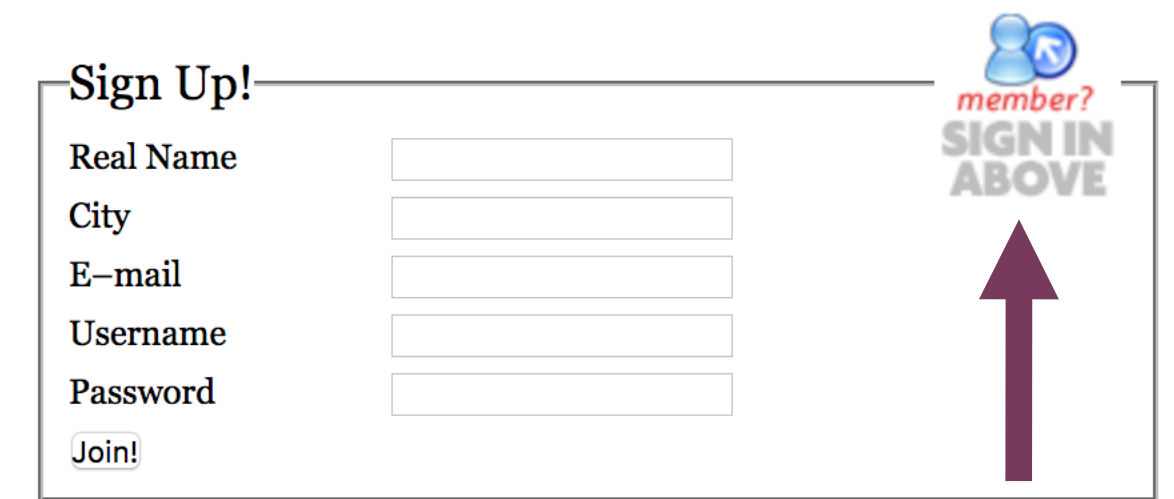 Sign Up!
member?
SIGN IN
ABOVE
Real Name
City
E–mail
Username
Password
Join!